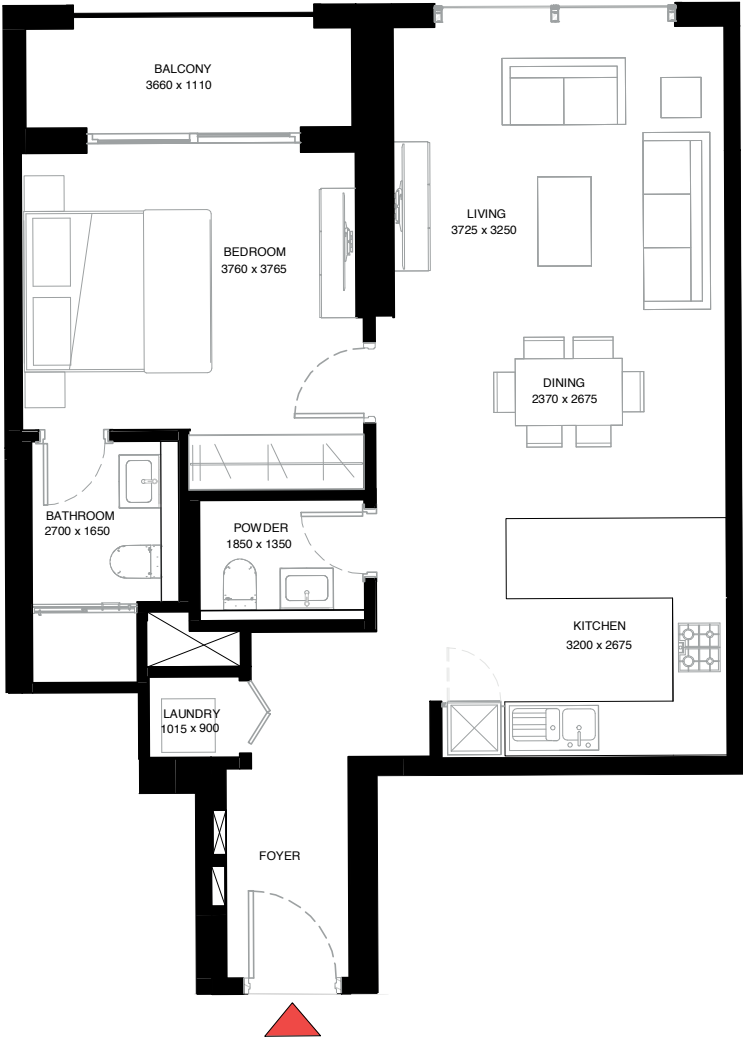 BALCONY
3660 x 1110
LIVING
3725 x 3250
BEDROOM
3760 x 3765
DINING
2370 x 2675
BATHROOM
2700 x 1650
POWDER
1850 x 1350
KITCHEN
3200 x 2675
LAUNDRY
1015 x 900
FOYER